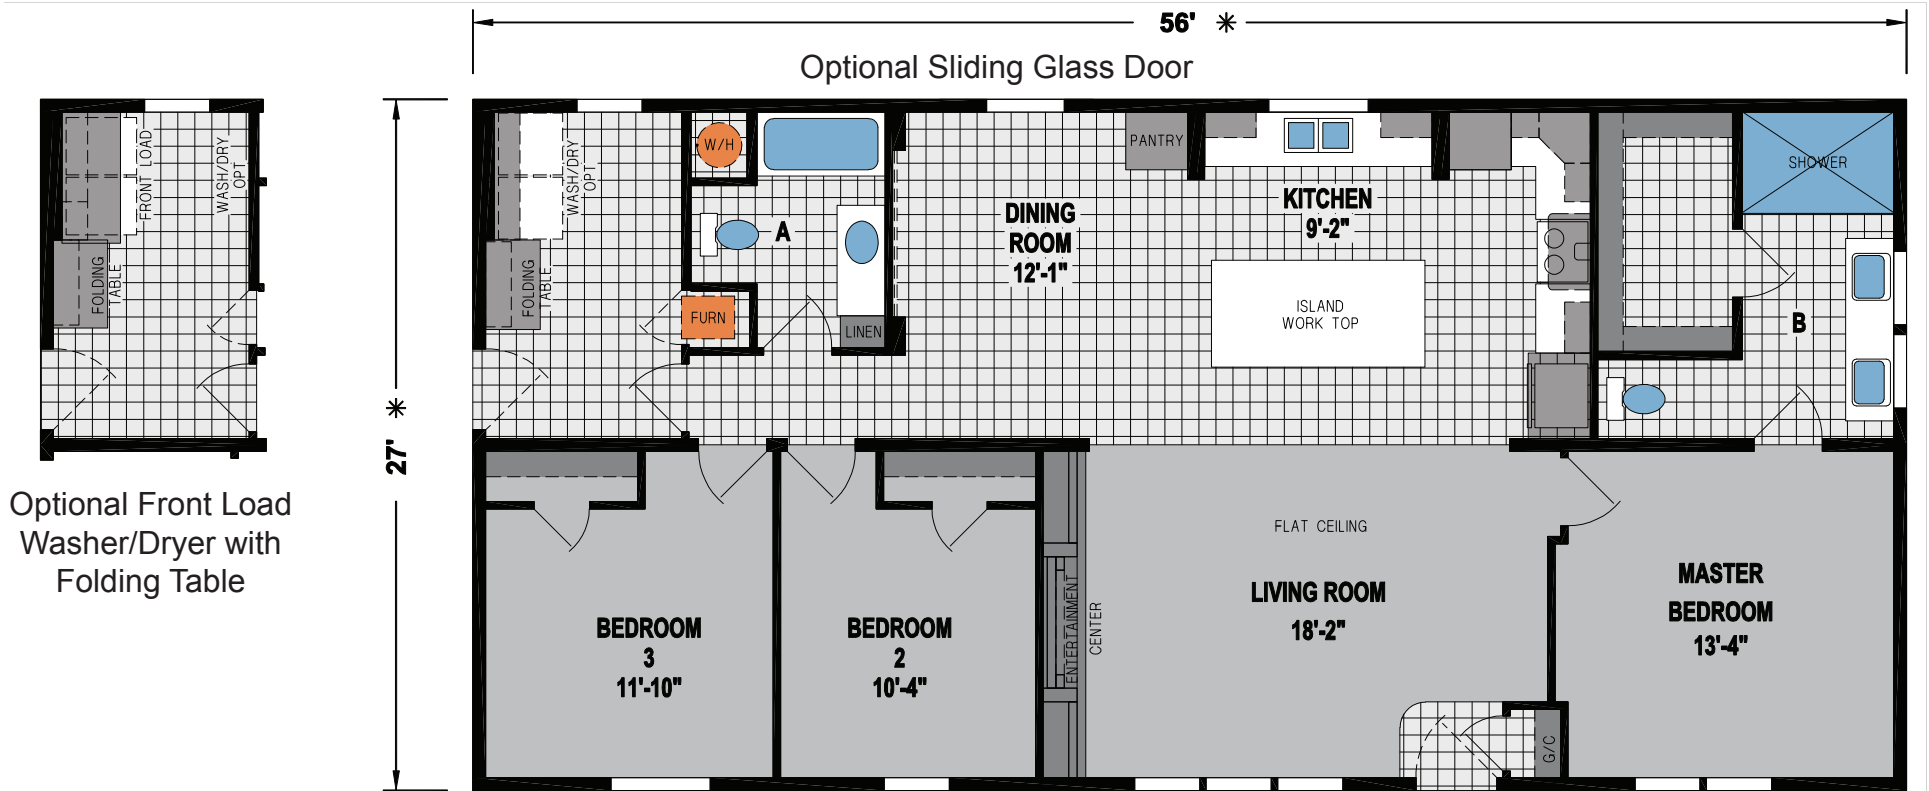 56' ✳
Optional Sliding Glass Door
27' ✳
FRONT LOAD
WASH/DRY
OPT
FOLDING
TABLE
Optional Front Load
Washer/Dryer with
Folding Table
WASH/DRY
OPT
FOLDING
TABLE
W/H
A
FURN
LINEN
DINING
ROOM
12'-1"
PANTRY
KITCHEN
9'-2"
ISLAND
WORK TOP
SHOWER
B
BEDROOM
3
11'-10"
BEDROOM
2
10'-4"
ENTERTAINMENT
CENTER
FLAT CEILING
LIVING ROOM
18'-2"
G/C
MASTER
BEDROOM
13'-4"